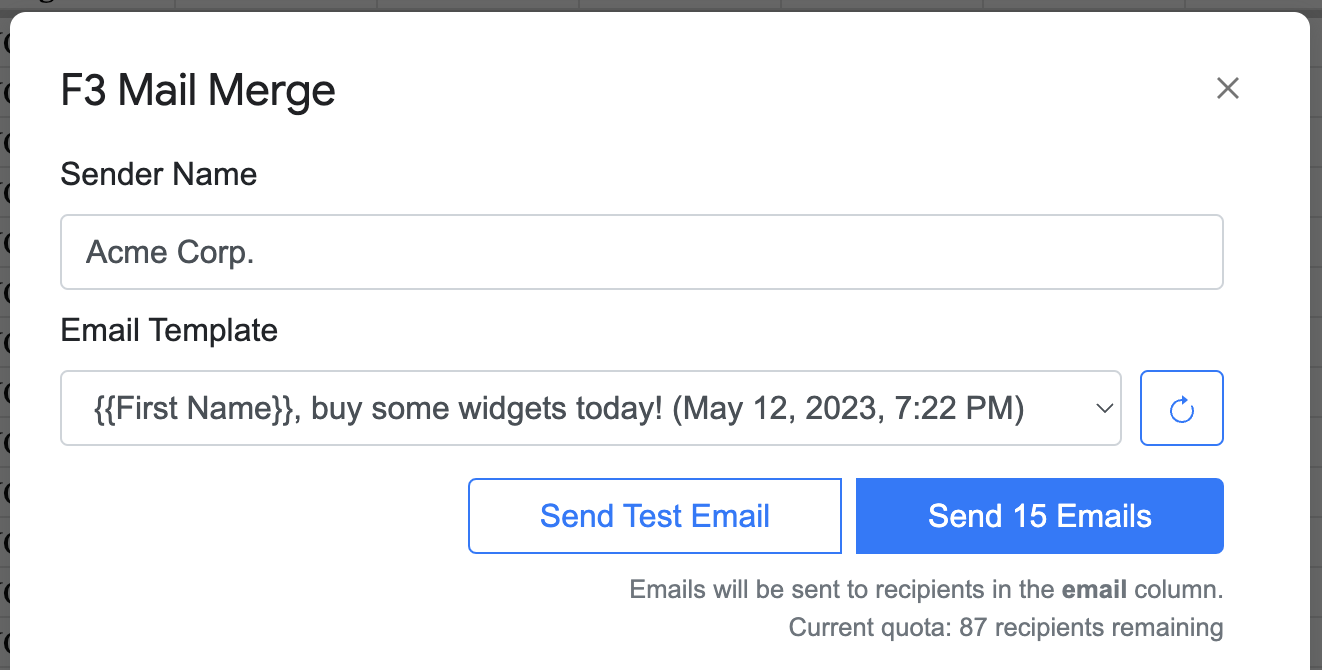 F3 Mail Merge
Sender Name
Acme Corp.
Email Template
{{First Name}}, buy some widgets today! (May 12, 2023, 7:22 PM)
Send Test Email
Send 15 Emails
Emails will be sent to recipients in the email column.
Current quota: 87 recipients remaining